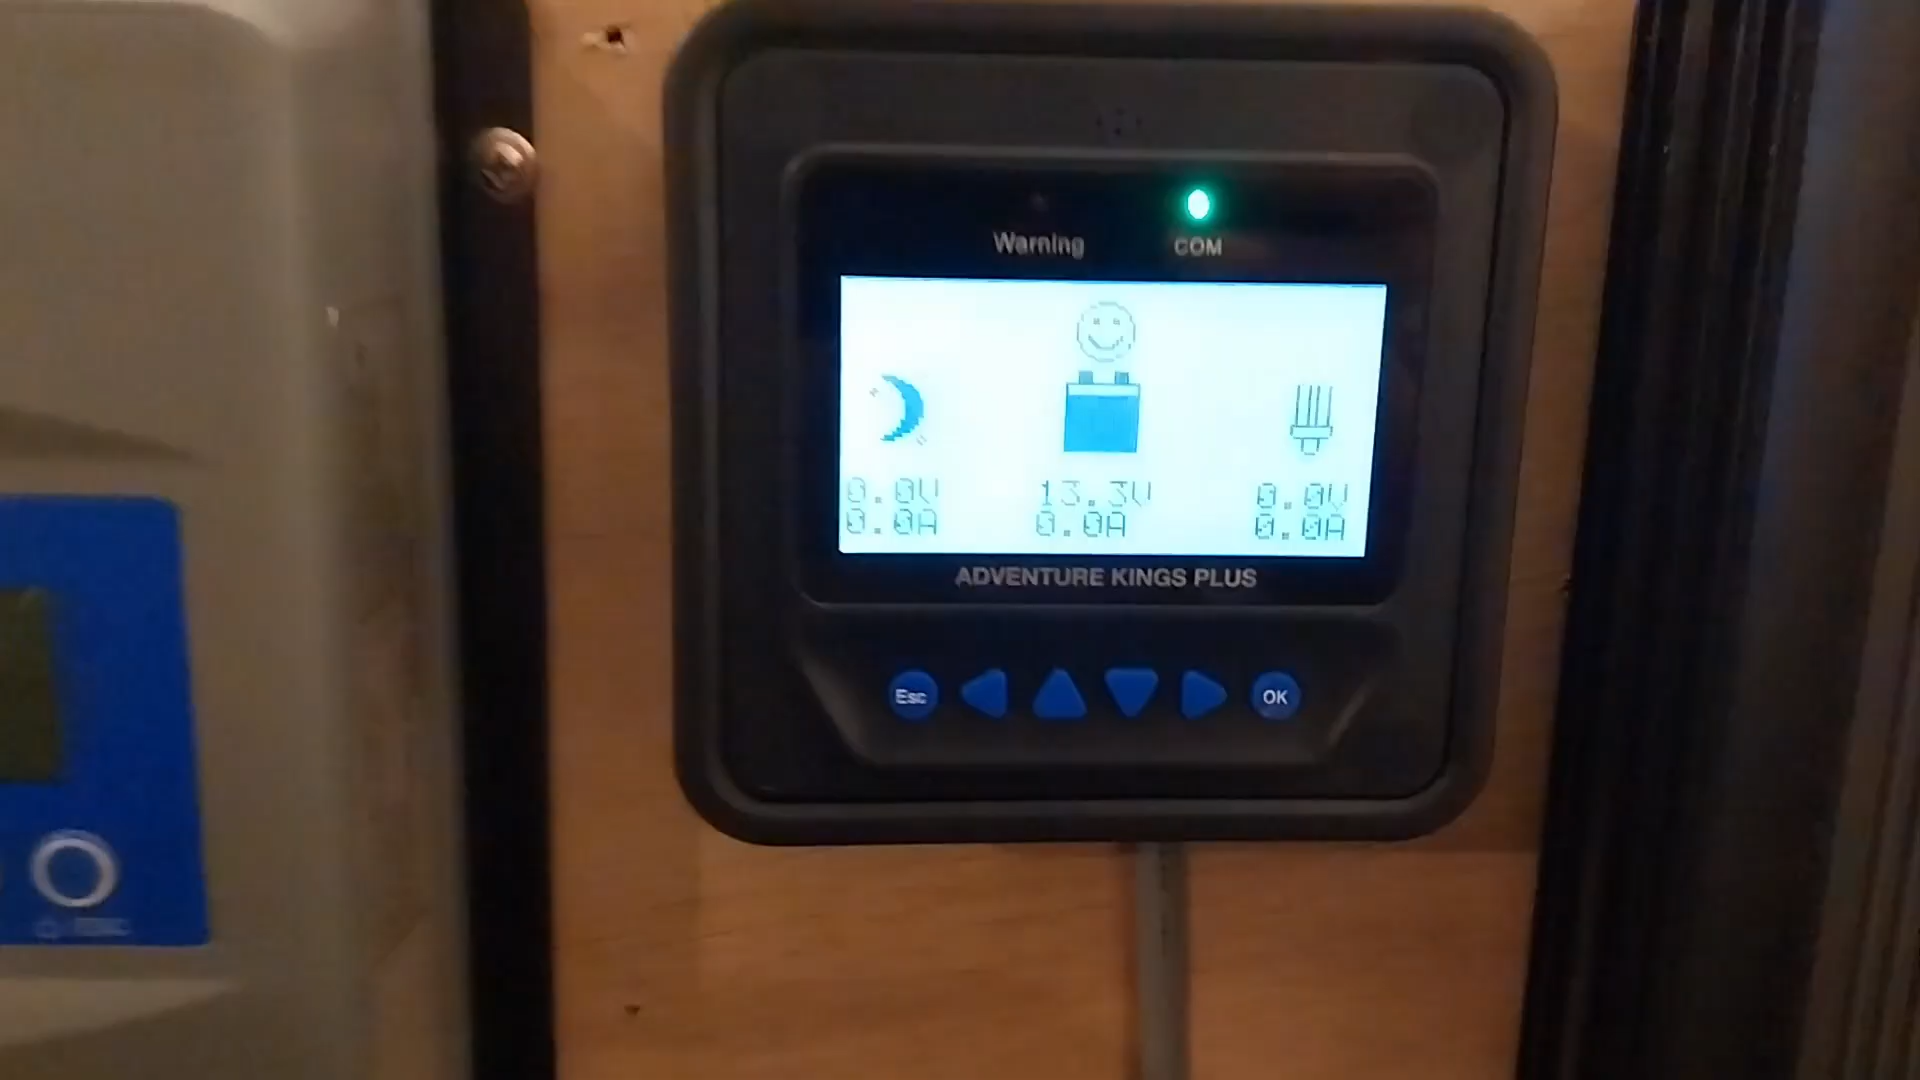 Warning
COM
0.0V 13.3V 0.0V
0.0A 0.0A 0.0A
ADVENTURE KINGS PLUS
Esc OK